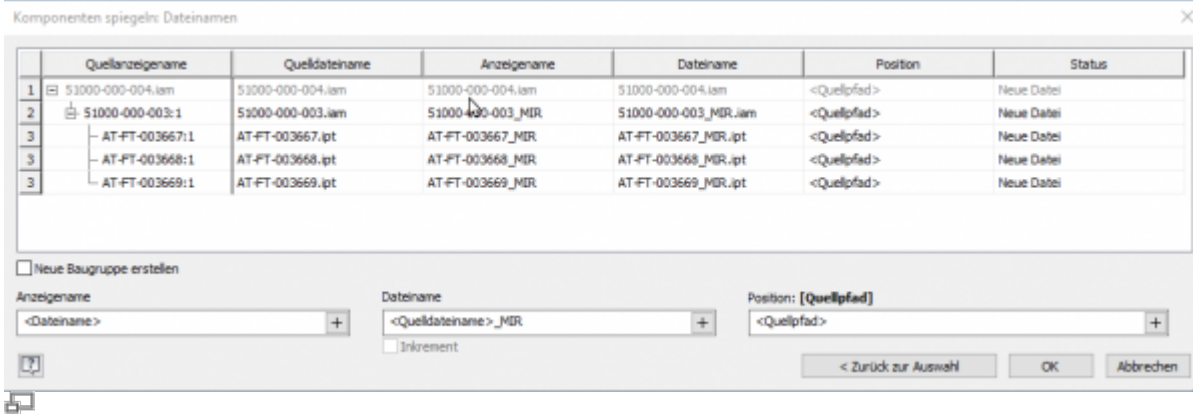 Komponenten spiegeln: Dateinamen
Quellanzeigename Quelldateiname Anzeigename Dateiname Position Status
1 51000-000-004.iam 51000-000-004.iam 51000-000-004.iam 51000-000-004.iam <Quellpfad> Neue Datei
2 51000-000-003:1 51000-000-003.iam 51000-000-003_MIR 51000-000-003_MIR.iam <Quellpfad> Neue Datei
3 AT-FT-003667:1 AT-FT-003667.ipt AT-FT-003667_MIR AT-FT-003667_MIR.ipt <Quellpfad> Neue Datei
3 AT-FT-003668:1 AT-FT-003668.ipt AT-FT-003668_MIR AT-FT-003668_MIR.ipt <Quellpfad> Neue Datei
3 AT-FT-003669:1 AT-FT-003669.ipt AT-FT-003669_MIR AT-FT-003669_MIR.ipt <Quellpfad> Neue Datei
Neue Baugruppe erstellen
Anzeigename Dateiname Position: [Quellpfad]
<Dateiname> + <Quelldateiname>_MIR + <Quellpfad> +
Inkrement
? < Zurück zur Auswahl OK Abbrechen